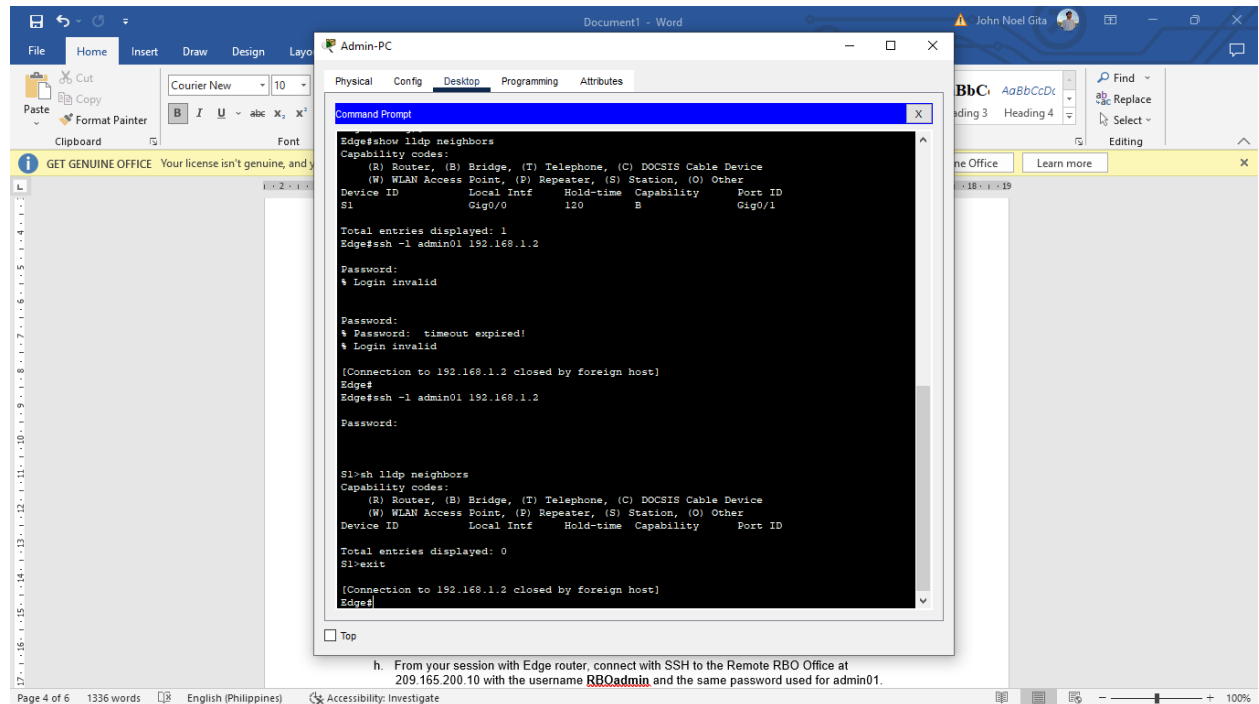 Document1 - Word
John Noel Gita
File Home Insert Draw Design Layo
Cut
Copy
Format Painter
Paste
Clipboard
Courier New 10
B I U abc x₂ x²
Font
BbC AaBbCcDc
ading 3 Heading 4
Find
Replace
Select
Editing
GET GENUINE OFFICE Your license isn't genuine, and y
ne Office Learn more
Admin-PC
Physical Config Desktop Programming Attributes
Command Prompt X
Edge#show lldp neighbors
Capability codes:
(R) Router, (B) Bridge, (T) Telephone, (C) DOCSIS Cable Device
(W) WLAN Access Point, (P) Repeater, (S) Station, (O) Other
Device ID Local Intf Hold-time Capability Port ID
S1 Gig0/0 120 B Gig0/1
Total entries displayed: 1
Edge#ssh -l admin01 192.168.1.2
Password:
% Login invalid
Password:
% Password: timeout expired!
% Login invalid
[Connection to 192.168.1.2 closed by foreign host]
Edge#
Edge#ssh -l admin01 192.168.1.2
Password:
S1>sh lldp neighbors
Capability codes:
(R) Router, (B) Bridge, (T) Telephone, (C) DOCSIS Cable Device
(W) WLAN Access Point, (P) Repeater, (S) Station, (O) Other
Device ID Local Intf Hold-time Capability Port ID
Total entries displayed: 0
S1>exit
[Connection to 192.168.1.2 closed by foreign host]
Edge#
Top
h. From your session with Edge router, connect with SSH to the Remote RBO Office at
209.165.200.10 with the username RBOadmin and the same password used for admin01.
Page 4 of 6 1336 words English (Philippines) Accessibility: Investigate 100%